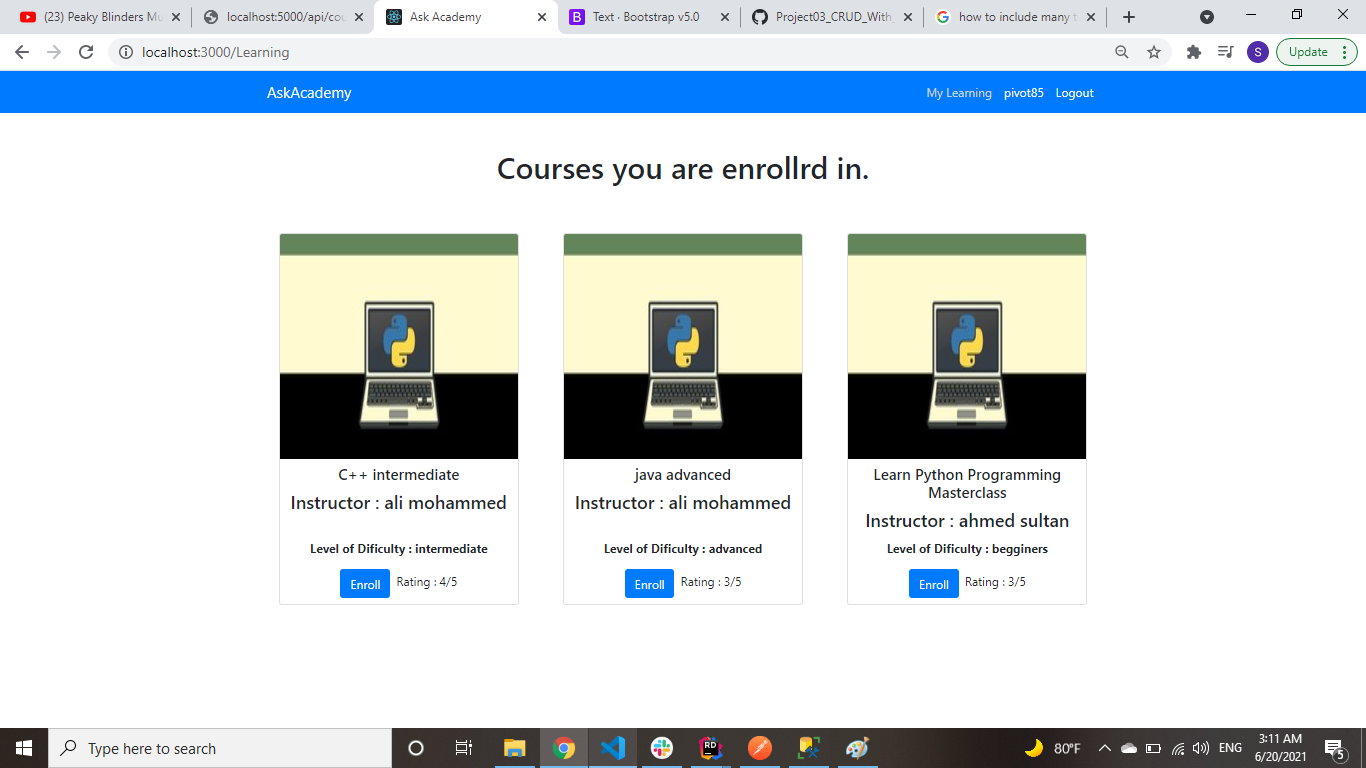 (23) Peaky Blinders Mu
localhost:5000/api/cou
Ask Academy
Text · Bootstrap v5.0
Project03_CRUD_With_
how to include many t
localhost:3000/Learning
S
Update
AskAcademy
My Learning
pivot85
Logout
Courses you are enrollrd in.
C++ intermediate
Instructor : ali mohammed
Level of Dificulty : intermediate
Enroll
Rating : 4/5
java advanced
Instructor : ali mohammed
Level of Dificulty : advanced
Enroll
Rating : 3/5
Learn Python Programming
Masterclass
Instructor : ahmed sultan
Level of Dificulty : begginers
Enroll
Rating : 3/5
Type here to search
RD
80°F
ENG
3:11 AM
6/20/2021
5